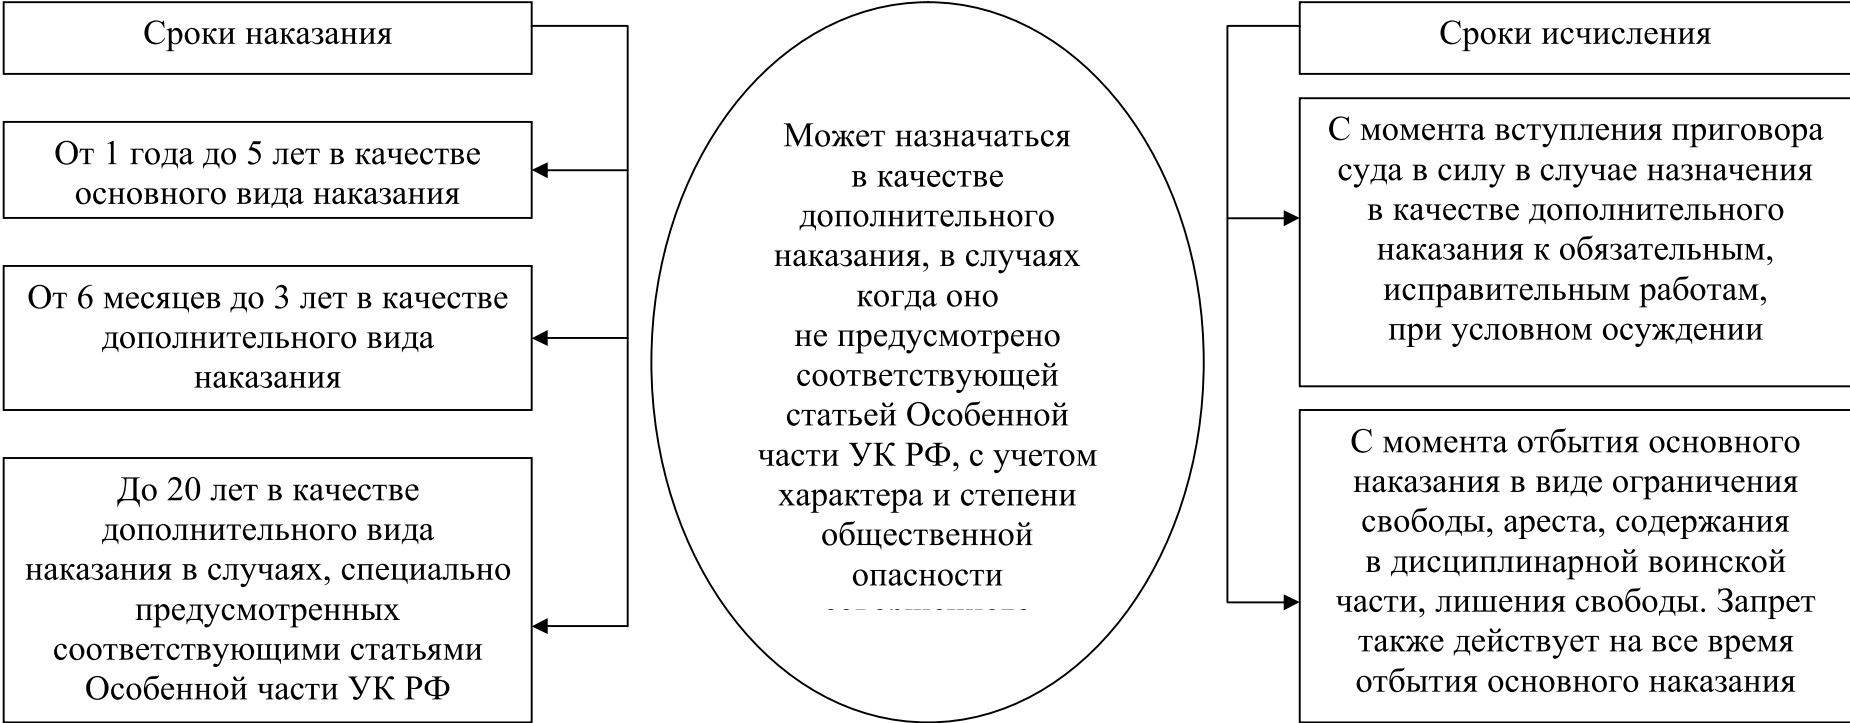 Сроки наказания
От 1 года до 5 лет в качестве
основного вида наказания
От 6 месяцев до 3 лет в качестве
дополнительного вида
наказания
До 20 лет в качестве
дополнительного вида
наказания в случаях, специально
предусмотренных
соответствующими статьями
Особенной части УК РФ
Может назначаться
в качестве
дополнительного
наказания, в случаях
когда оно
не предусмотрено
соответствующей
статьей Особенной
части УК РФ, с учетом
характера и степени
общественной
опасности
Сроки исчисления
С момента вступления приговора
суда в силу в случае назначения
в качестве дополнительного
наказания к обязательным,
исправительным работам,
при условном осуждении
С момента отбытия основного
наказания в виде ограничения
свободы, ареста, содержания
в дисциплинарной воинской
части, лишения свободы. Запрет
также действует на все время
отбытия основного наказания